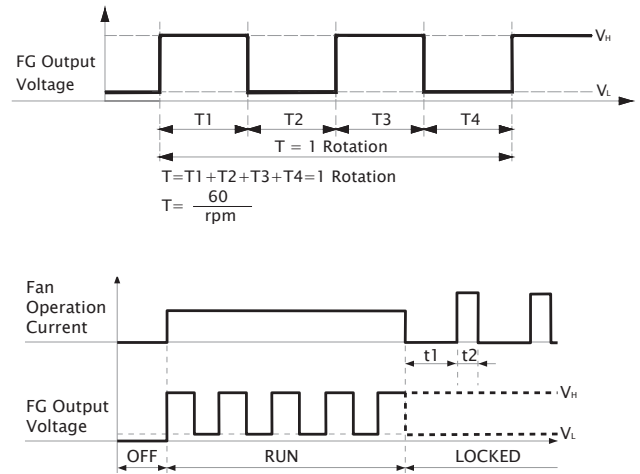 FG Output
Voltage
VH
VL
T1 T2 T3 T4
T = 1 Rotation
T=T1+T2+T3+T4=1 Rotation
T= 60
rpm
Fan
Operation
Current
t1 t2
FG Output
Voltage
VH
VL
OFF RUN LOCKED